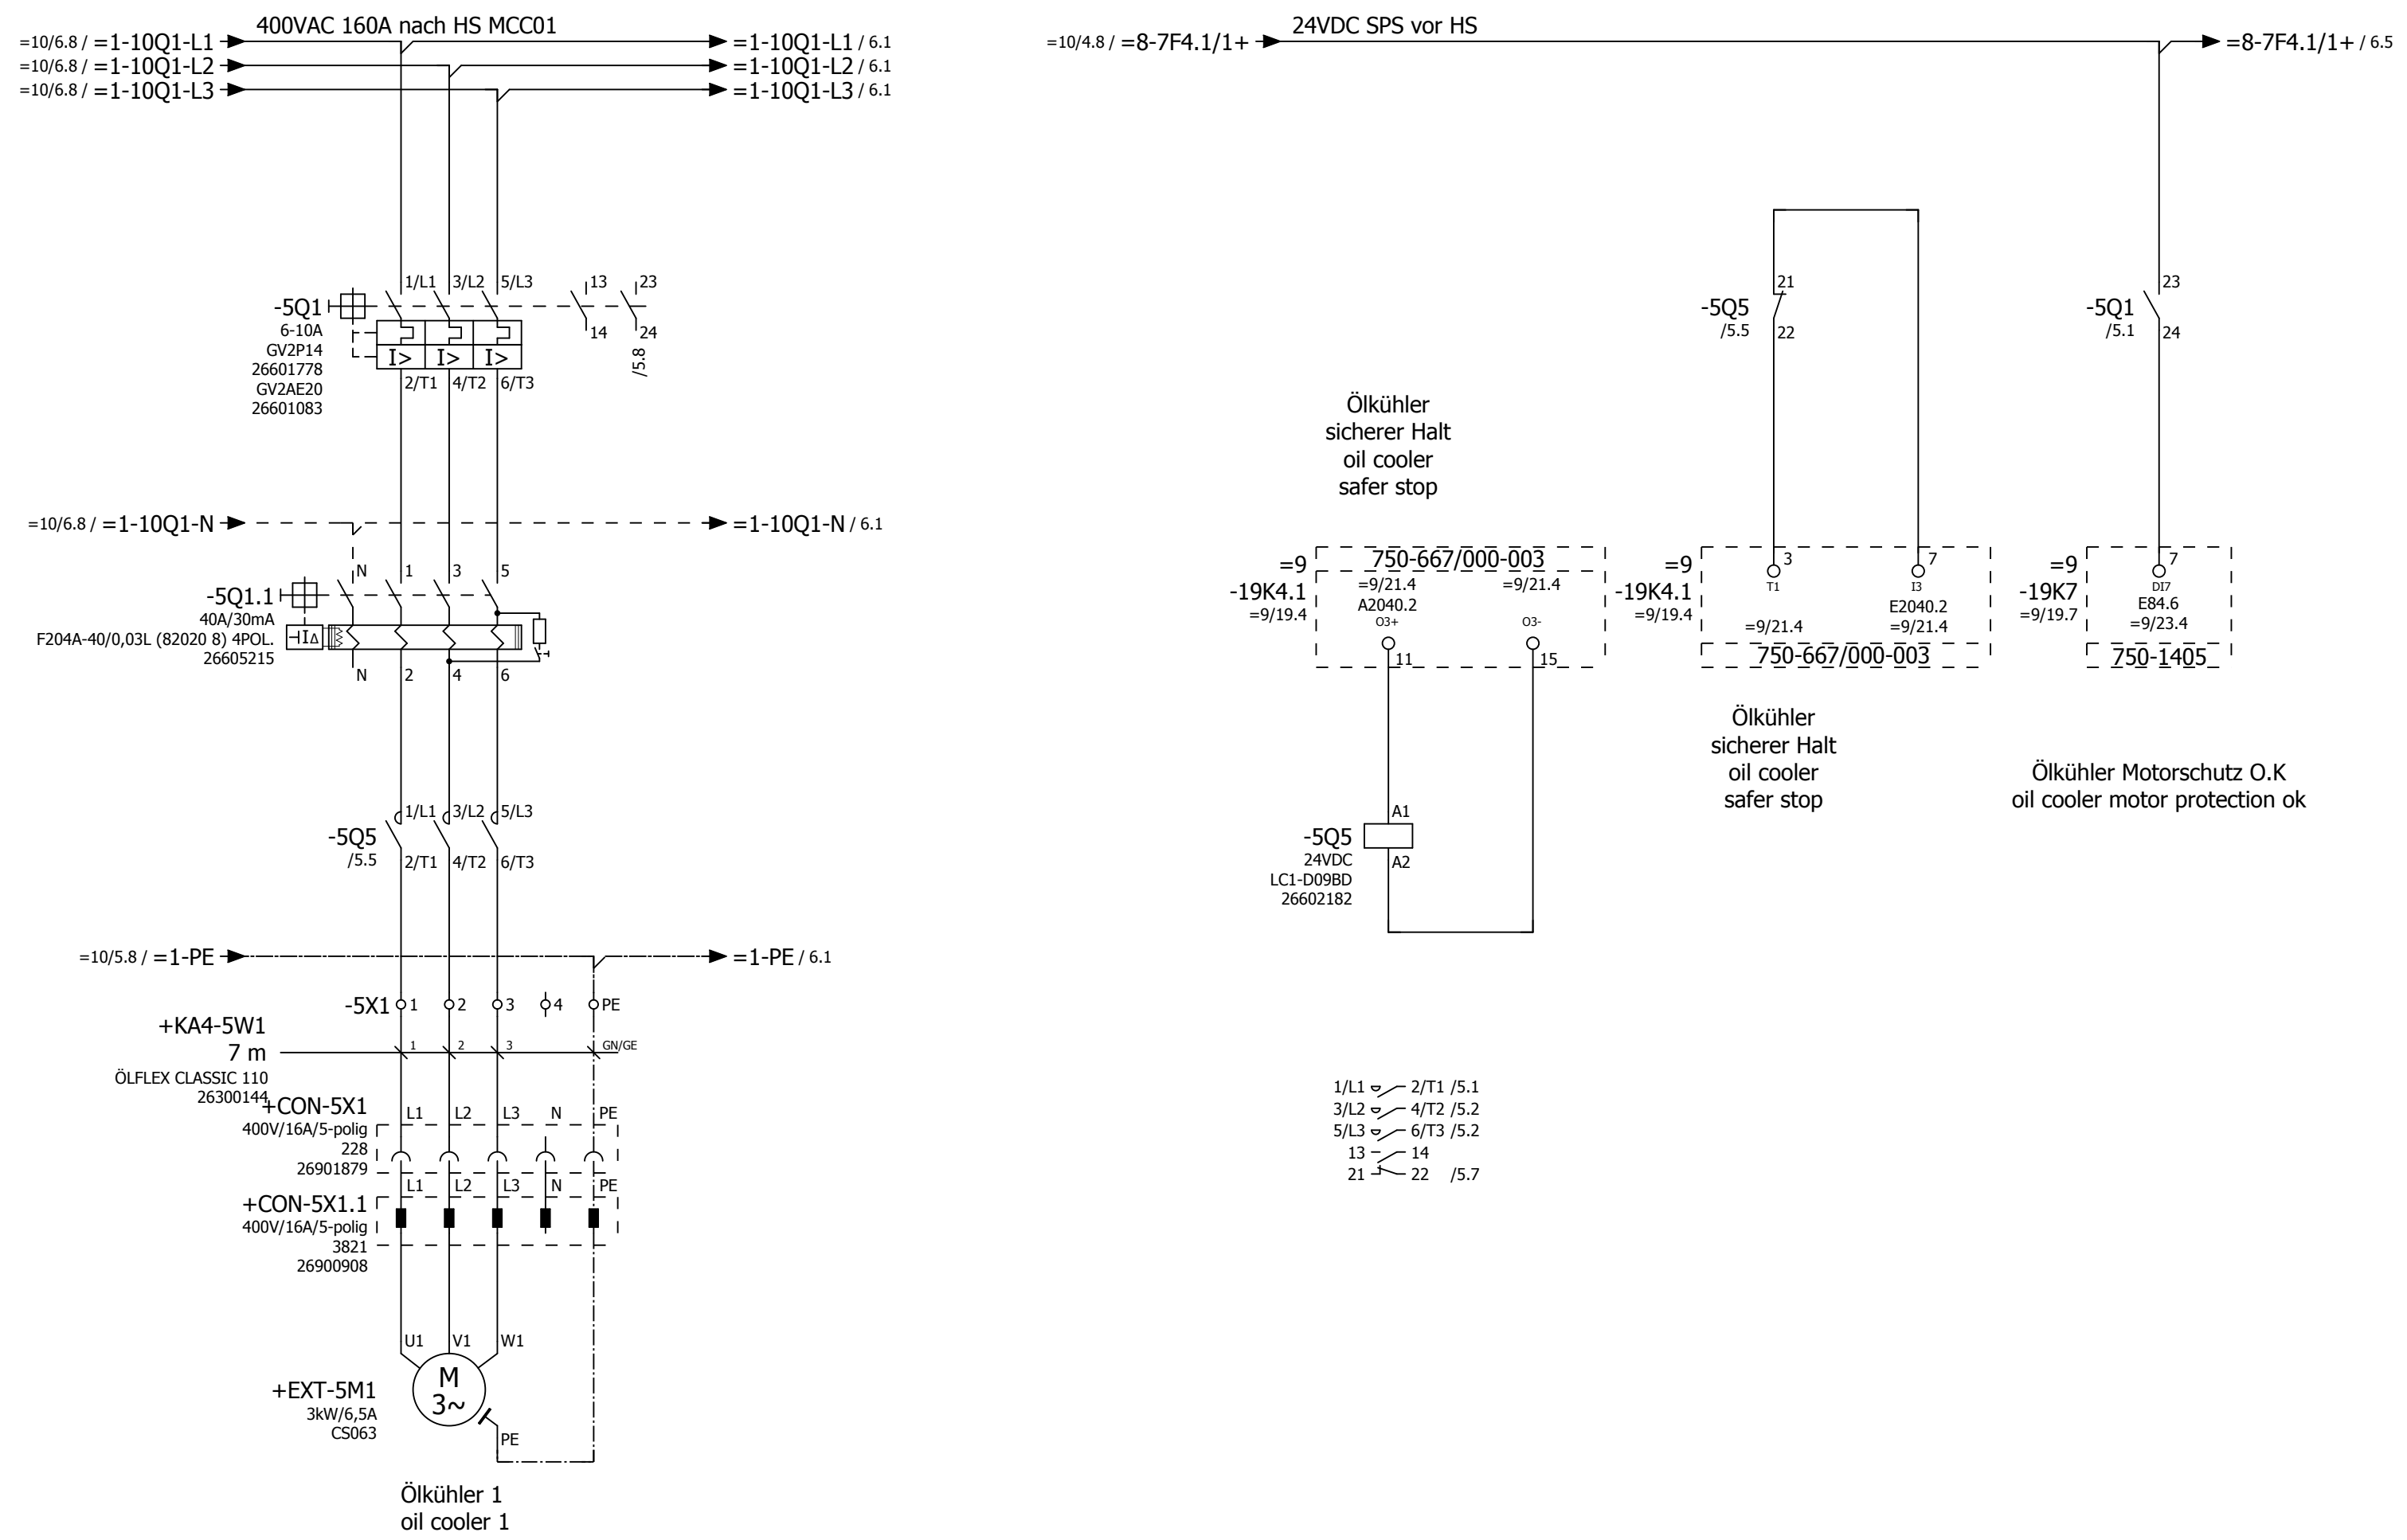 400VAC 160A nach HS MCC01
=10/6.8 / =1-10Q1-L1
=1-10Q1-L1 / 6.1
=10/6.8 / =1-10Q1-L2
=1-10Q1-L2 / 6.1
=10/6.8 / =1-10Q1-L3
=1-10Q1-L3 / 6.1
24VDC SPS vor HS
=10/4.8 / =8-7F4.1/1+
=8-7F4.1/1+ / 6.5
1/L1 3/L2 5/L3 13 23
-5Q1
6-10A
GV2P14
26601778
GV2AE20
26601083
14 24
/5.8
I> I> I>
2/T1 4/T2 6/T3
=10/6.8 / =1-10Q1-N
=1-10Q1-N / 6.1
N 1 3 5
-5Q1.1
40A/30mA
F204A-40/0,03L (82020 8) 4POL.
26605215
I∆
N 2 4 6
1/L1 3/L2 5/L3
-5Q5
/5.5
2/T1 4/T2 6/T3
=10/5.8 / =1-PE
=1-PE / 6.1
-5X1 1 2 3 4 PE
+KA4-5W1
7 m
ÖLFLEX CLASSIC 110
26300144
1 2 3 GN/GE
+CON-5X1
400V/16A/5-polig
228
26901879
L1 L2 L3 N PE
L1 L2 L3 N PE
+CON-5X1.1
400V/16A/5-polig
3821
26900908
U1 V1 W1
M
3~
+EXT-5M1
3kW/6,5A
CS063
PE
Ölkühler 1
oil cooler 1
Ölkühler
sicherer Halt
oil cooler
safer stop
=9
-19K4.1
=9/19.4
750-667/000-003
=9/21.4 =9/21.4
A2040.2
O3+ O3-
11 15
A1
-5Q5
24VDC
LC1-D09BD
26602182
A2
1/L1 2/T1 /5.1
3/L2 4/T2 /5.2
5/L3 6/T3 /5.2
13 14
21 22 /5.7
21
-5Q5
/5.5
22
=9
-19K4.1
=9/19.4
3 7
T1 I3
E2040.2
=9/21.4 =9/21.4
750-667/000-003
Ölkühler
sicherer Halt
oil cooler
safer stop
23
-5Q1
/5.1
24
=9
-19K7
=9/19.7
7
DI7
E84.6
=9/23.4
750-1405
Ölkühler Motorschutz O.K
oil cooler motor protection ok